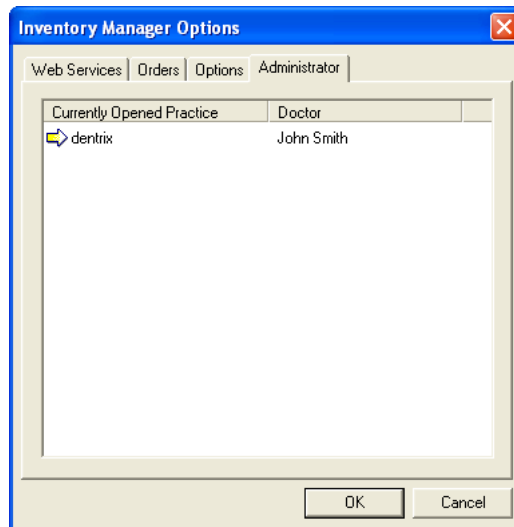 Inventory Manager Options
Web Services Orders Options Administrator
Currently Opened Practice Doctor
dentrix John Smith
OK Cancel